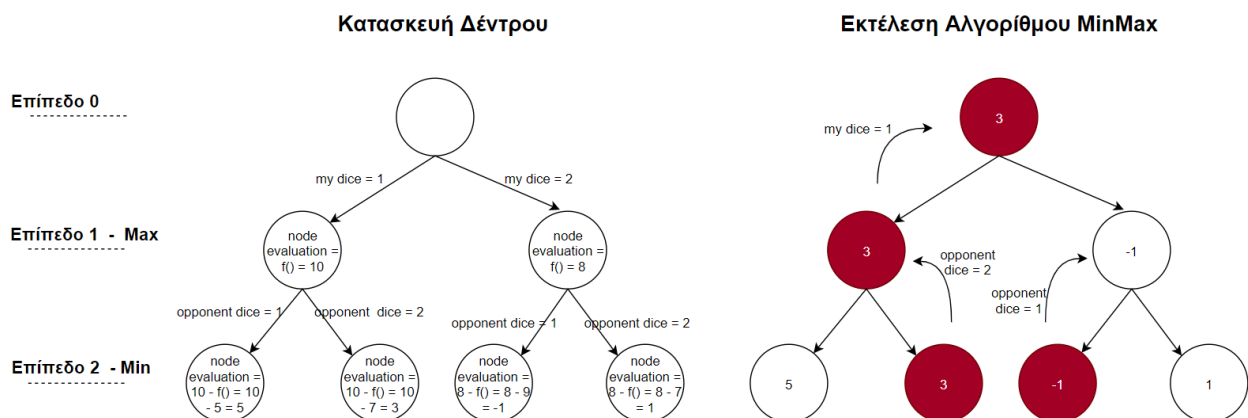 Κατασκευή Δέντρου
Εκτέλεση Αλγορίθμου MinMax
Επίπεδο 0
my dice = 1
my dice = 2
my dice = 1
3
Επίπεδο 1 - Max
node
evaluation =
f() = 10
node
evaluation =
f() = 8
3
-1
opponent dice = 1
opponent dice = 2
opponent dice = 1
opponent dice = 2
opponent
dice = 2
opponent
dice = 1
Επίπεδο 2 - Min
node
evaluation =
10 - f() = 10
- 5 = 5
node
evaluation =
10 - f() = 10
- 7 = 3
node
evaluation =
8 - f() = 8 - 9
= -1
node
evaluation =
8 - f() = 8 - 7
= 1
5
3
-1
1